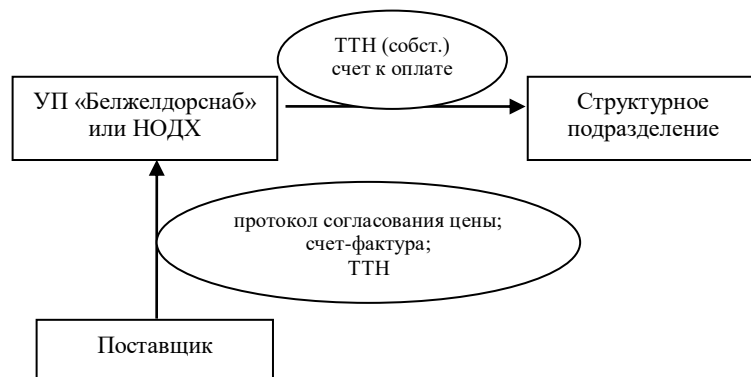 ТТН (собст.)
счет к оплате
УП «Белжелдорснаб»
или НОДХ
Структурное
подразделение
протокол согласования цены;
счет-фактура;
ТТН
Поставщик